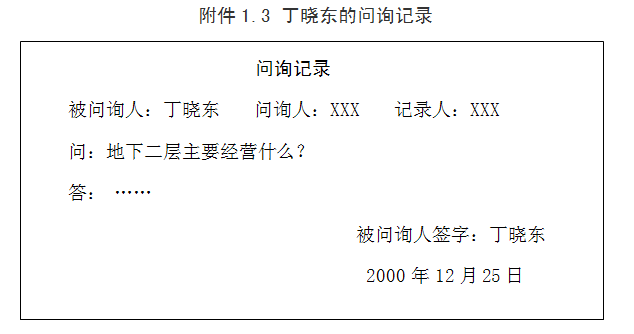 附件1.3 丁晓东的问询记录
问询记录
被问询人：丁晓东 问询人：XXX 记录人：XXX
问：地下二层主要经营什么？
答： ……
被问询人签字：丁晓东
2000 年 12 月 25 日